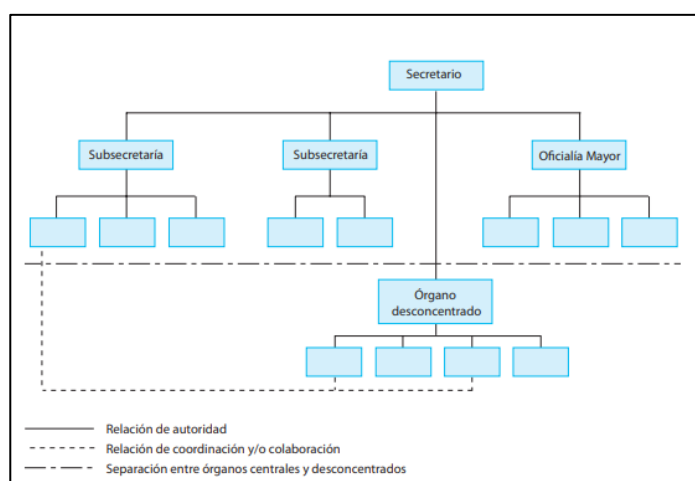 Secretario
Subsecretaría
Subsecretaría
Oficialía Mayor
Órgano
desconcentrado
Relación de autoridad
Relación de coordinación y/o colaboración
Separación entre órganos centrales y desconcentrados